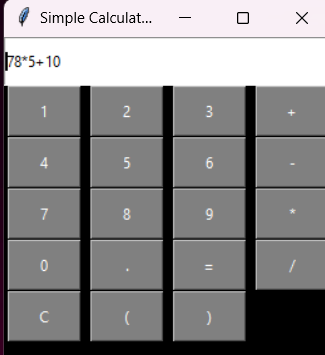 Simple Calculat...
78*5+10
1 2 3 +
4 5 6 -
7 8 9 *
0 . = /
C ( )